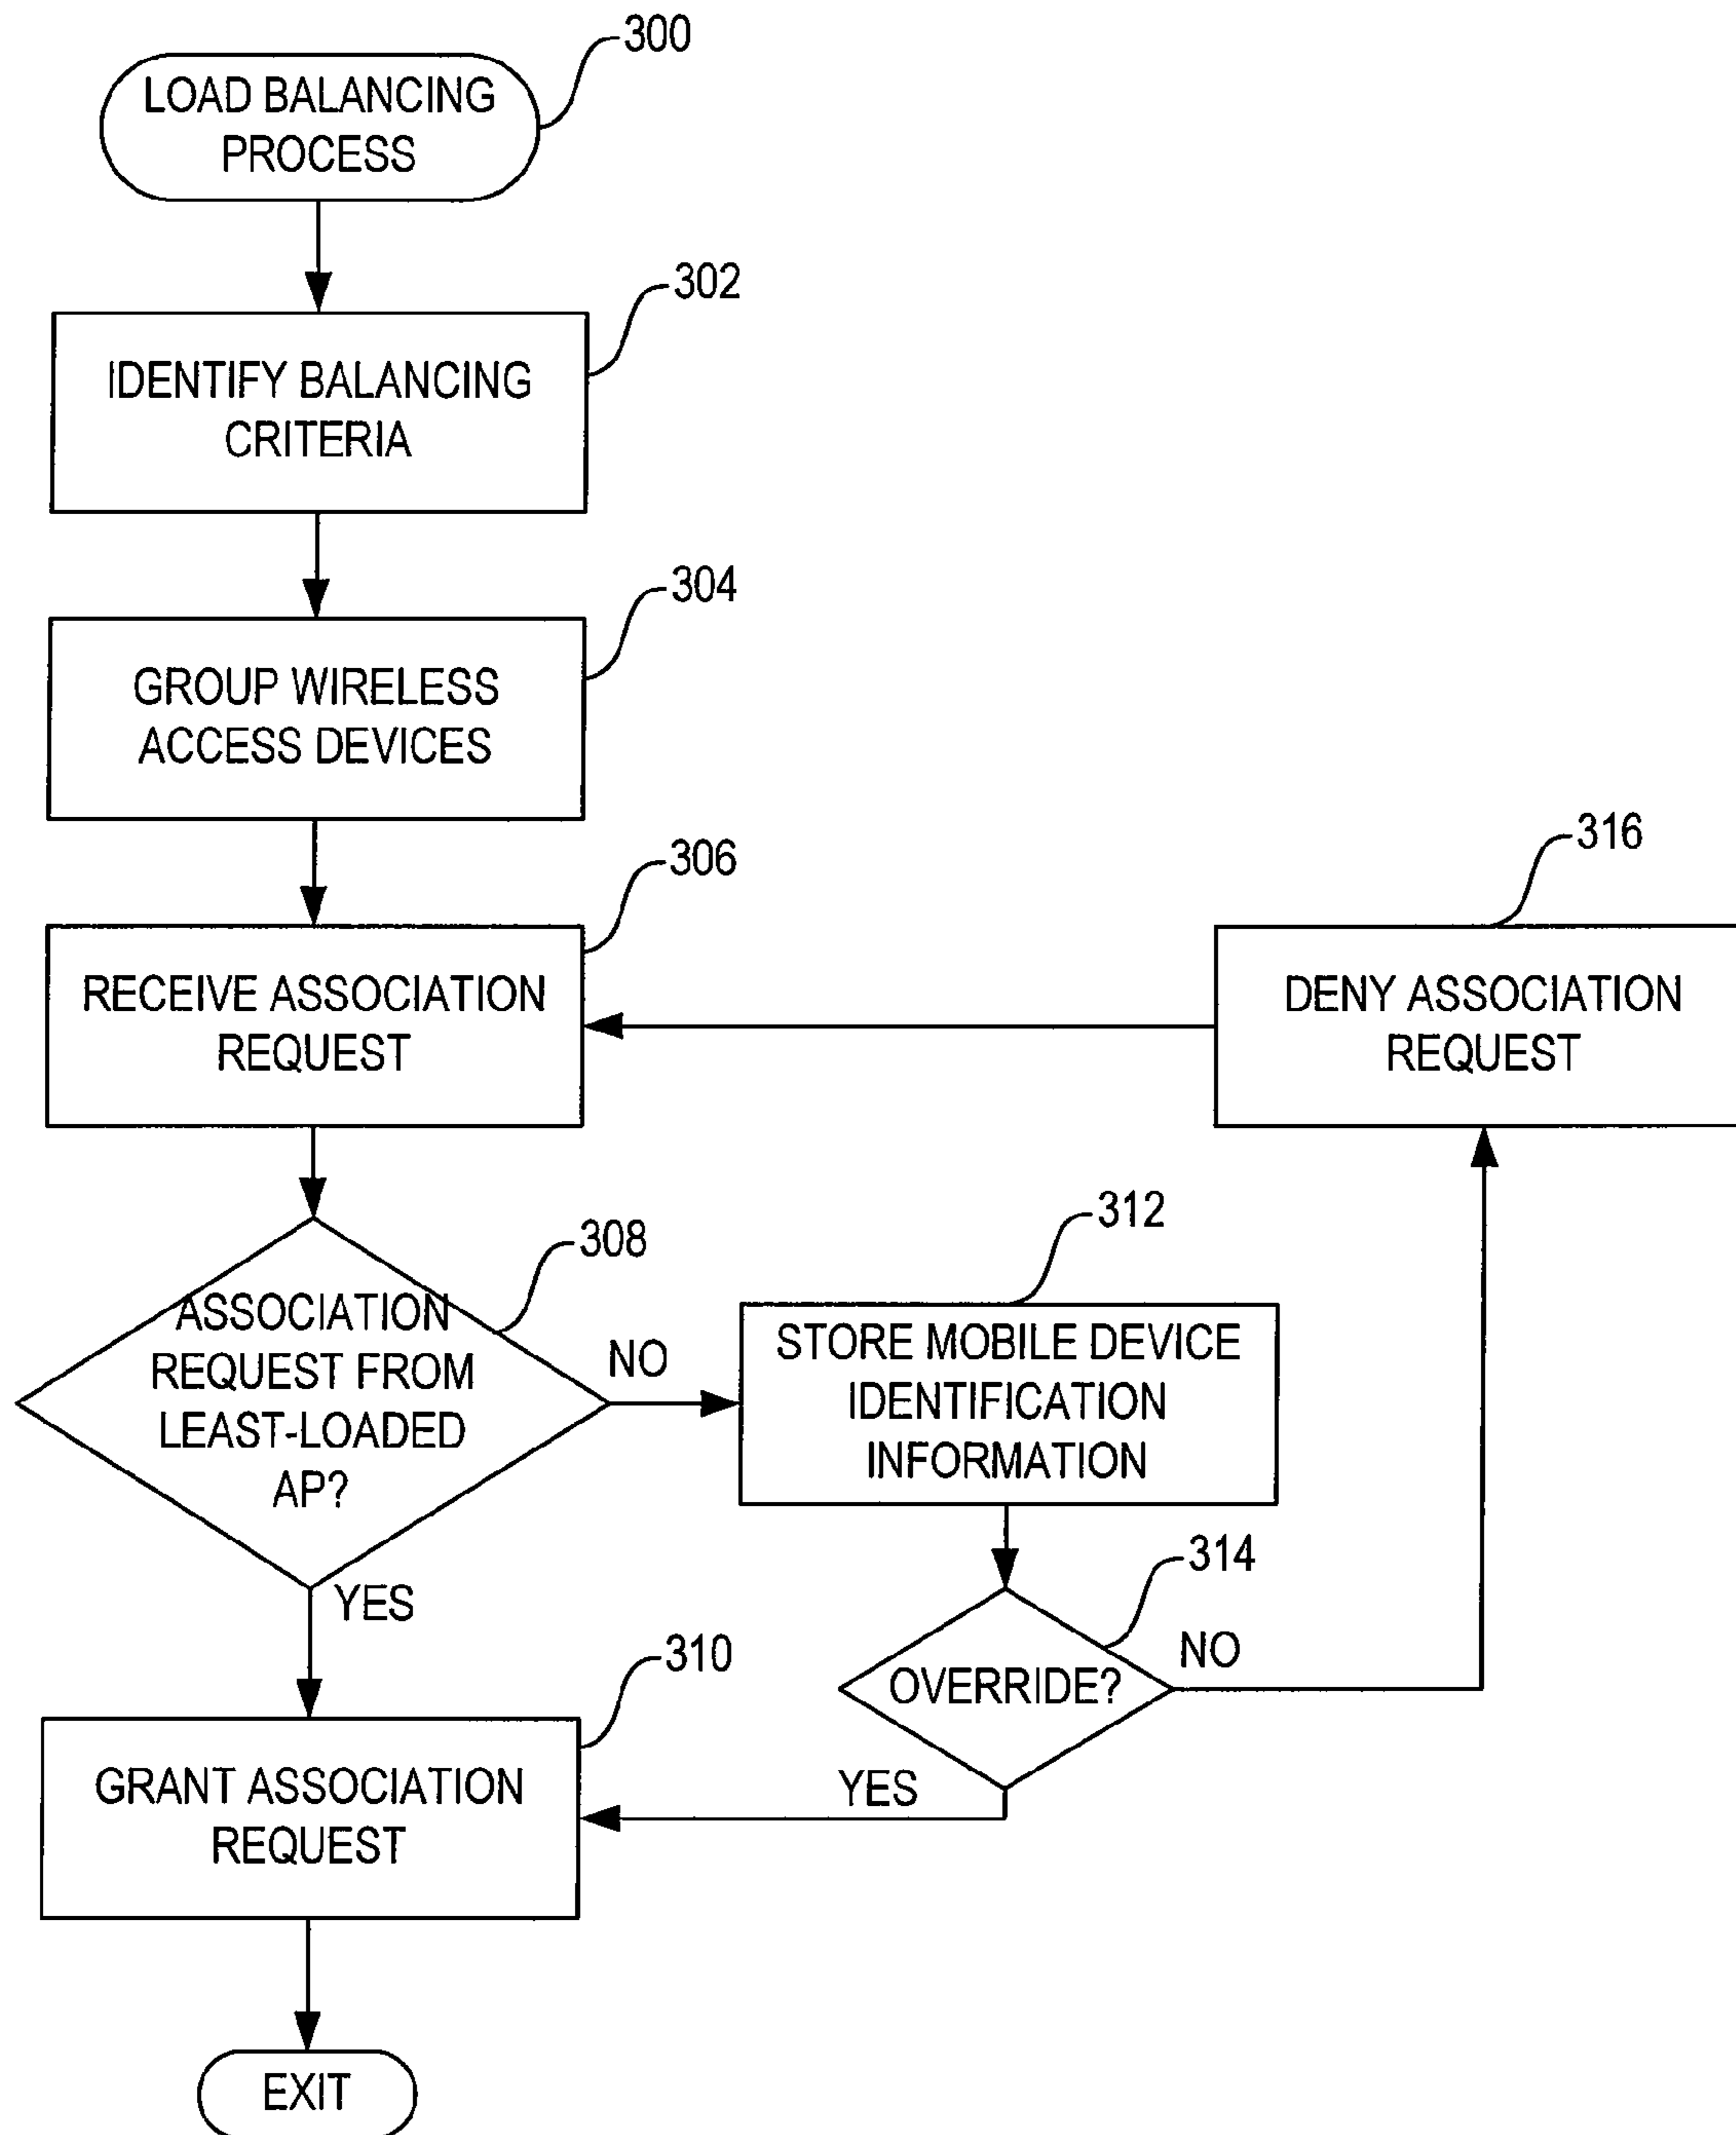 300
LOAD BALANCING
PROCESS
302
IDENTIFY BALANCING
CRITERIA
304
GROUP WIRELESS
ACCESS DEVICES
306
RECEIVE ASSOCIATION
REQUEST
316
DENY ASSOCIATION
REQUEST
308
ASSOCIATION
REQUEST FROM
LEAST-LOADED
AP?
NO
YES
312
STORE MOBILE DEVICE
IDENTIFICATION
INFORMATION
314
OVERRIDE?
NO
YES
310
GRANT ASSOCIATION
REQUEST
EXIT